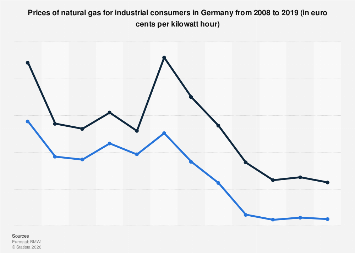 Prices of natural gas for industrial consumers in Germany from 2008 to 2019 (in euro
cents per kilowatt hour)
Sources
© Statista 2020